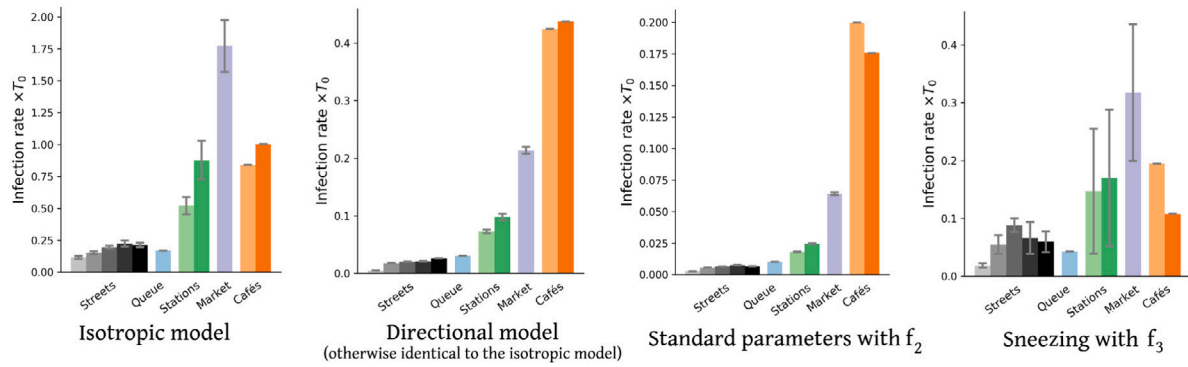 Infection rate ×T₀
2.00
1.75
1.50
1.25
1.00
0.75
0.50
0.25
0.00
Streets
Queue
Stations
Market
Cafés
Isotropic model
Infection rate ×T₀
0.4
0.3
0.2
0.1
0.0
Streets
Queue
Stations
Market
Cafés
Directional model
(otherwise identical to the isotropic model)
Infection rate ×T₀
0.200
0.175
0.150
0.125
0.100
0.075
0.050
0.025
0.000
Streets
Queue
Stations
Market
Cafés
Standard parameters with f₂
Infection rate ×T₀
0.4
0.3
0.2
0.1
0.0
Streets
Queue
Stations
Market
Cafés
Sneezing with f₃